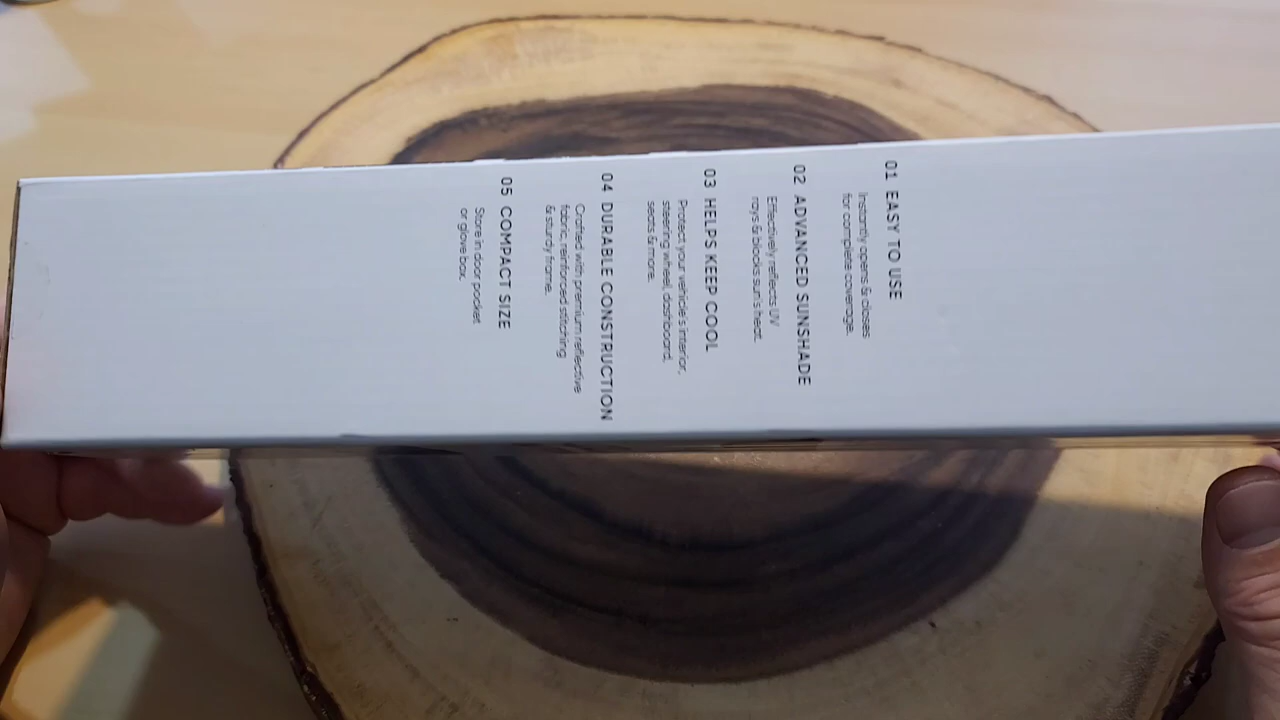 01 EASY TO USE
Instantly opens & closes
for complete coverage.
02 ADVANCED SUNSHADE
Effectively reflects UV
rays & blocks sun's heat.
03 HELPS KEEP COOL
Protect your vehicle's interior,
steering wheel, dashboard,
seats & more.
04 DURABLE CONSTRUCTION
Crafted with premium reflective
fabric, reinforced stitching
& sturdy frame.
05 COMPACT SIZE
Store in door pocket
or glove box.